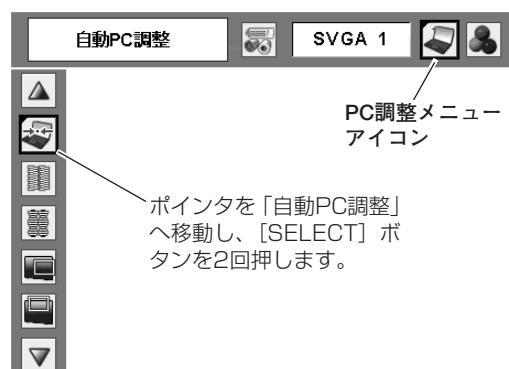 自動PC調整
SVGA 1
PC調整メニュー
アイコン
ポインタを「自動PC調整」
へ移動し、［SELECT］ボ
タンを2回押します。